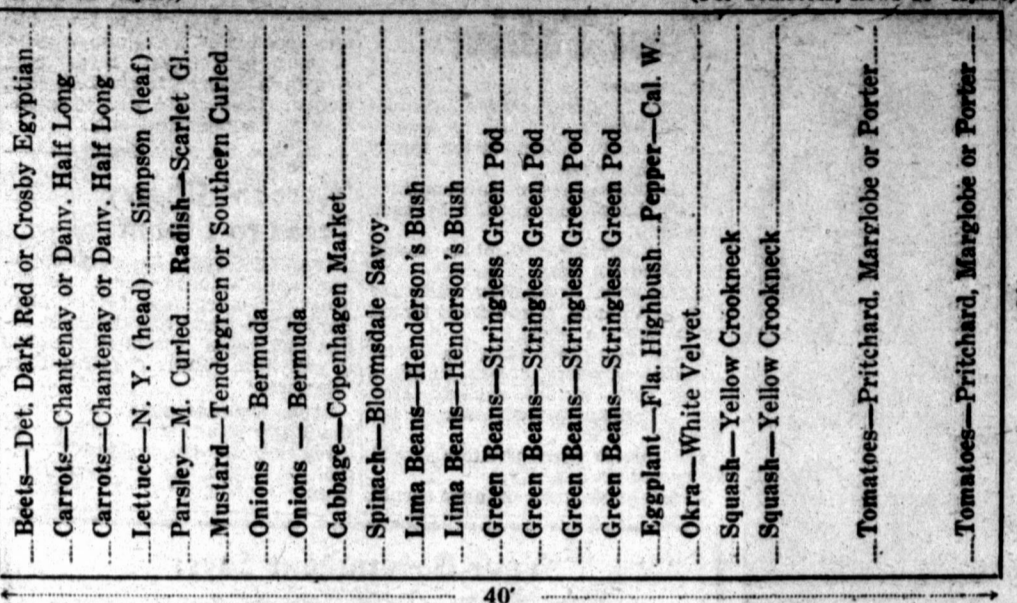 Beets—Det. Dark Red or Crosby Egyptian
Carrots—Chantenay or Danv. Half Long
Carrots—Chantenay or Danv. Half Long
Lettuce—N. Y. (head) Simpson (leaf)
Parsley—M. Curled Radish—Scarlet Gl.
Mustard—Tendergreen or Southern Curled
Onions — Bermuda
Onions — Bermuda
Cabbage—Copenhagen Market
Spinach—Bloomsdale Savoy
Lima Beans—Henderson's Bush
Lima Beans—Henderson's Bush
Green Beans—Stringless Green Pod
Green Beans—Stringless Green Pod
Green Beans—Stringless Green Pod
Green Beans—Stringless Green Pod
Eggplant—Fla. Highbush Pepper—Cal. W.
Okra—White Velvet
Squash—Yellow Crookneck
Squash—Yellow Crookneck
Tomatoes—Pritchard, Marglobe or Porter
Tomatoes—Pritchard, Marglobe or Porter
40'